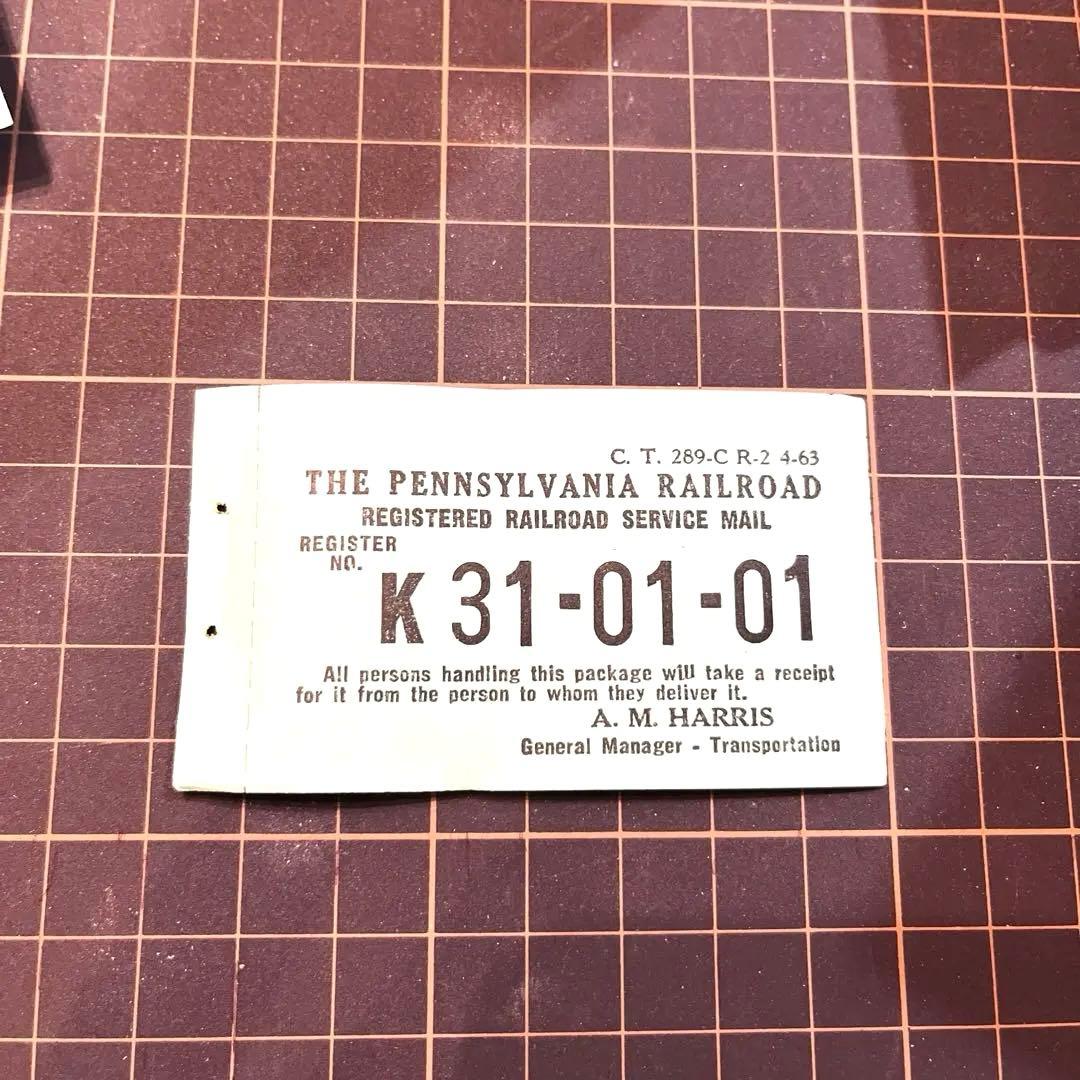 C. T. 289-C R-2 4-63
THE PENNSYLVANIA RAILROAD
REGISTERED RAILROAD SERVICE MAIL
REGISTER
NO.
K 31-01-01
All persons handling this package will take a receipt
for it from the person to whom they deliver it.
A. M. HARRIS
General Manager - Transportation